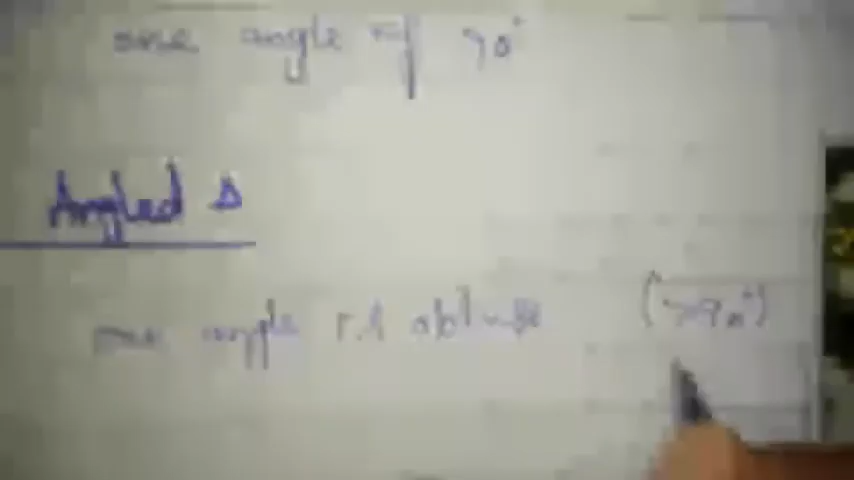 one angle of 90°
Angled Δ
one angle is obtuse (>90°)